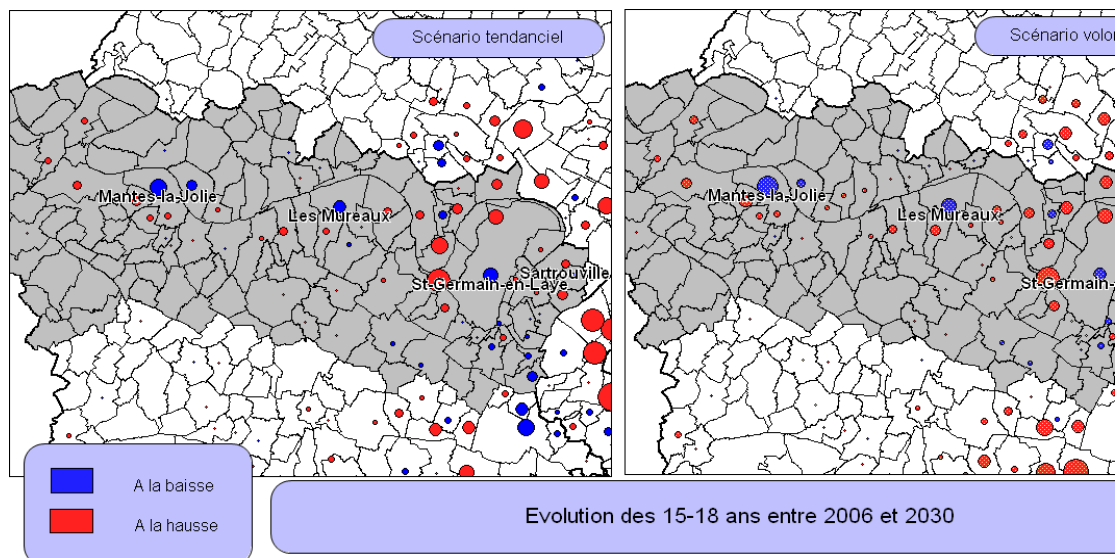 Scénario tendanciel
Mantes-la-Jolie
Les Mureaux
Sartrouville
St-Germain-en-Laye
Scénario volon
Mantes-la-Jolie
Les Mureaux
St-Germain-
A la baisse
A la hausse
Evolution des 15-18 ans entre 2006 et 2030